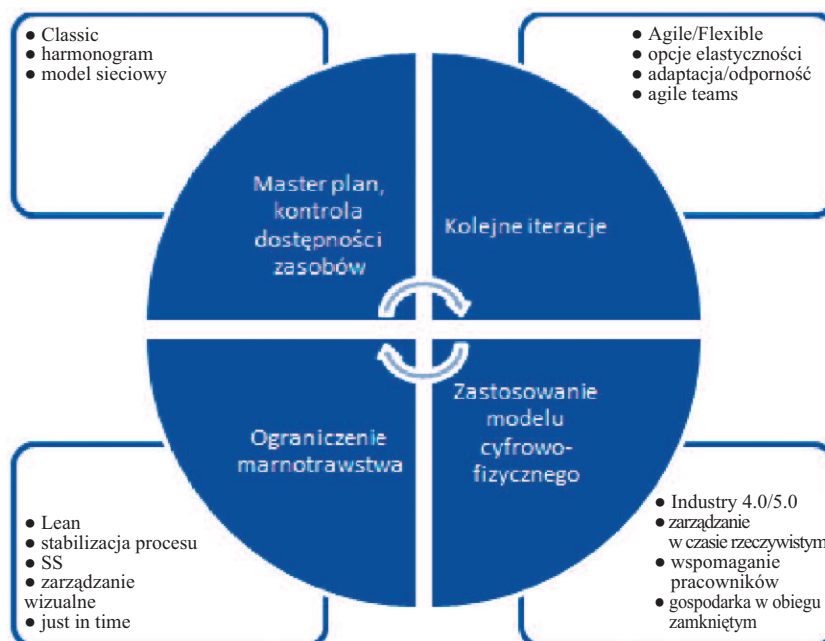 ● Classic
● harmonogram
● model sieciowy
● Agile/Flexible
● opcje elastyczności
● adaptacja/odporność
● agile teams
Master plan,
kontrola
dostępności
zasobów
Kolejne iteracje
Ograniczenie
marnotrawstwa
Zastosowanie
modelu
cyfrowo-
fizycznego
● Lean
● stabilizacja procesu
● SS
● zarządzanie
wizualne
● just in time
● Industry 4.0/5.0
● zarządzanie
w czasie rzeczywistym
● wspomaganie
pracowników
● gospodarka w obiegu
zamkniętym